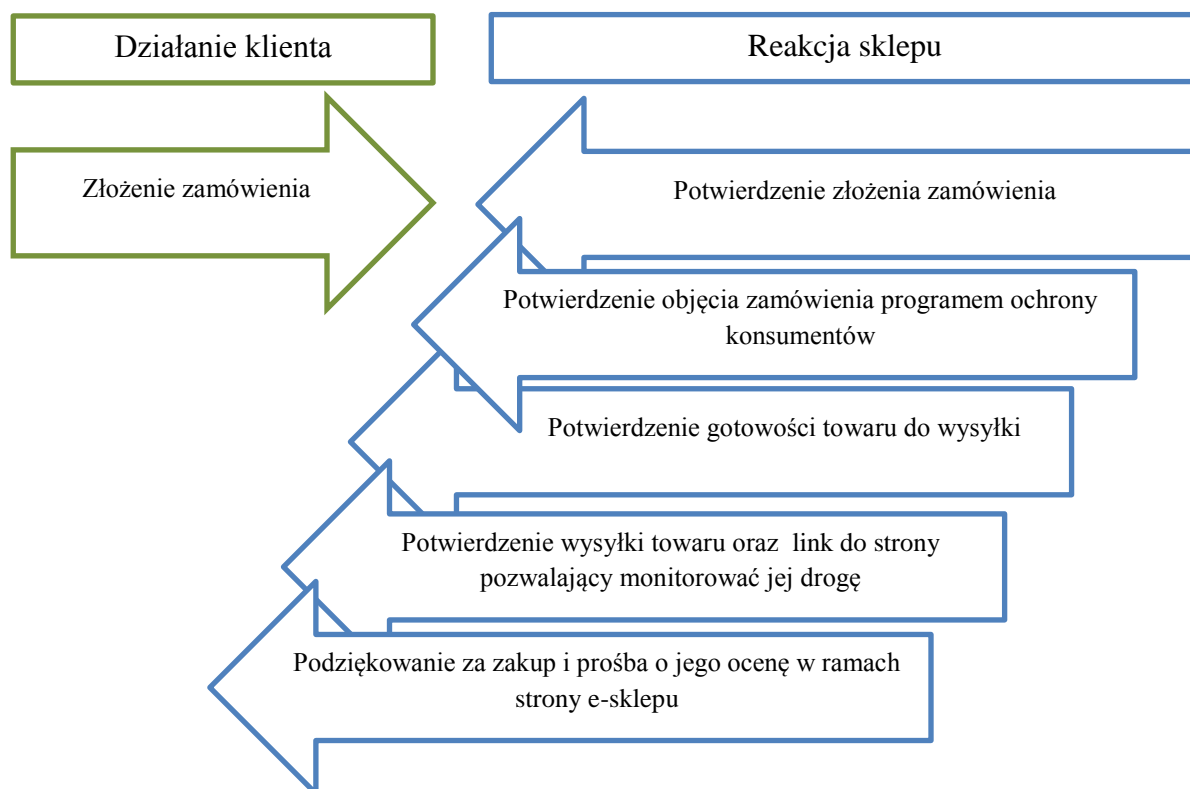 Działanie klienta
Reakcja sklepu
Złożenie zamówienia
Potwierdzenie złożenia zamówienia
Potwierdzenie objęcia zamówienia programem ochrony
konsumentów
Potwierdzenie gotowości towaru do wysyłki
Potwierdzenie wysyłki towaru oraz link do strony
pozwalający monitorować jej drogę
Podziękowanie za zakup i prośba o jego ocenę w ramach
strony e-sklepu